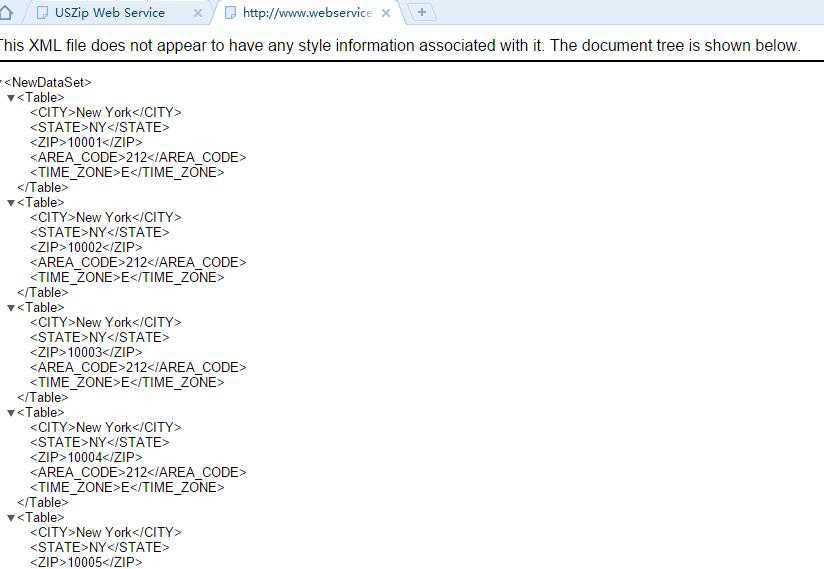 USZip Web Service
http://www.webservice
This XML file does not appear to have any style information associated with it. The document tree is shown below.
<NewDataSet>
<Table>
<CITY>New York</CITY>
<STATE>NY</STATE>
<ZIP>10001</ZIP>
<AREA_CODE>212</AREA_CODE>
<TIME_ZONE>E</TIME_ZONE>
</Table>
<Table>
<CITY>New York</CITY>
<STATE>NY</STATE>
<ZIP>10002</ZIP>
<AREA_CODE>212</AREA_CODE>
<TIME_ZONE>E</TIME_ZONE>
</Table>
<Table>
<CITY>New York</CITY>
<STATE>NY</STATE>
<ZIP>10003</ZIP>
<AREA_CODE>212</AREA_CODE>
<TIME_ZONE>E</TIME_ZONE>
</Table>
<Table>
<CITY>New York</CITY>
<STATE>NY</STATE>
<ZIP>10004</ZIP>
<AREA_CODE>212</AREA_CODE>
<TIME_ZONE>E</TIME_ZONE>
</Table>
<Table>
<CITY>New York</CITY>
<STATE>NY</STATE>
<ZIP>10005</ZIP>